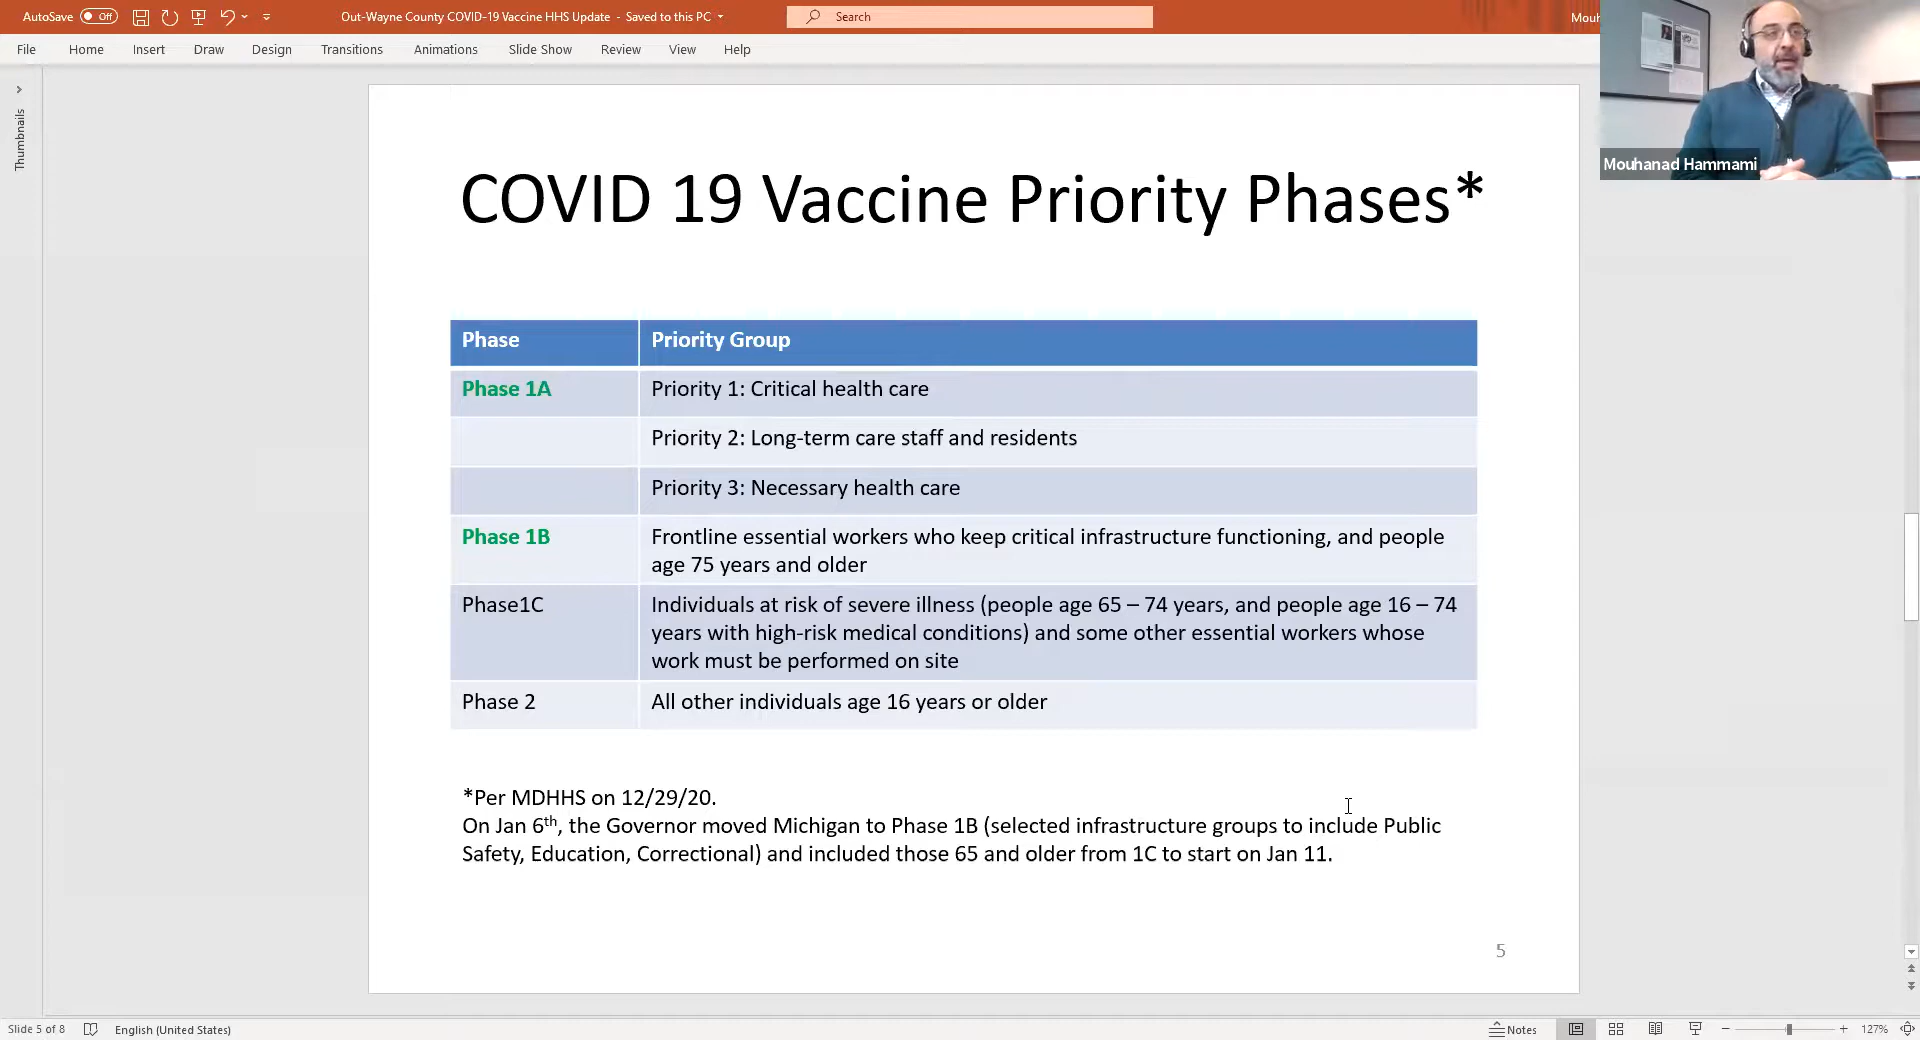 AutoSave Off Out-Wayne County COVID-19 Vaccine HHS Update - Saved to this PC Search Mouh
File Home Insert Draw Design Transitions Animations Slide Show Review View Help
Mouhanad Hammami
Thumbnails
COVID 19 Vaccine Priority Phases*
Phase Priority Group
Phase 1A Priority 1: Critical health care
Priority 2: Long-term care staff and residents
Priority 3: Necessary health care
Phase 1B Frontline essential workers who keep critical infrastructure functioning, and people
age 75 years and older
Phase1C Individuals at risk of severe illness (people age 65 – 74 years, and people age 16 – 74
years with high-risk medical conditions) and some other essential workers whose
work must be performed on site
Phase 2 All other individuals age 16 years or older
*Per MDHHS on 12/29/20.
On Jan 6th, the Governor moved Michigan to Phase 1B (selected infrastructure groups to include Public
Safety, Education, Correctional) and included those 65 and older from 1C to start on Jan 11.
5
Slide 5 of 8 English (United States) Notes 127%